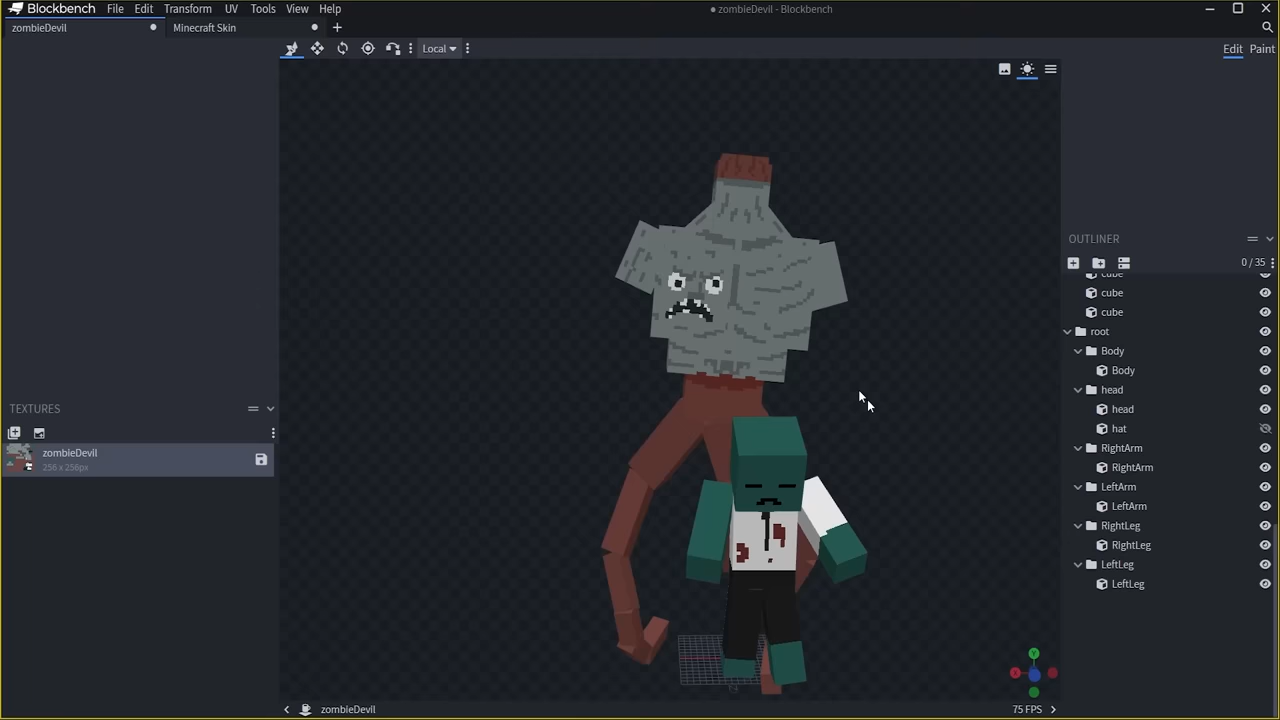 Blockbench File Edit Transform UV Tools View Help
● zombieDevil - Blockbench
zombieDevil
Minecraft Skin
Local
Edit Paint
OUTLINER
0 / 35
cube
cube
cube
root
Body
Body
head
head
hat
RightArm
RightArm
LeftArm
LeftArm
RightLeg
RightLeg
LeftLeg
LeftLeg
TEXTURES
zombieDevil
256 x 256px
zombieDevil
75 FPS